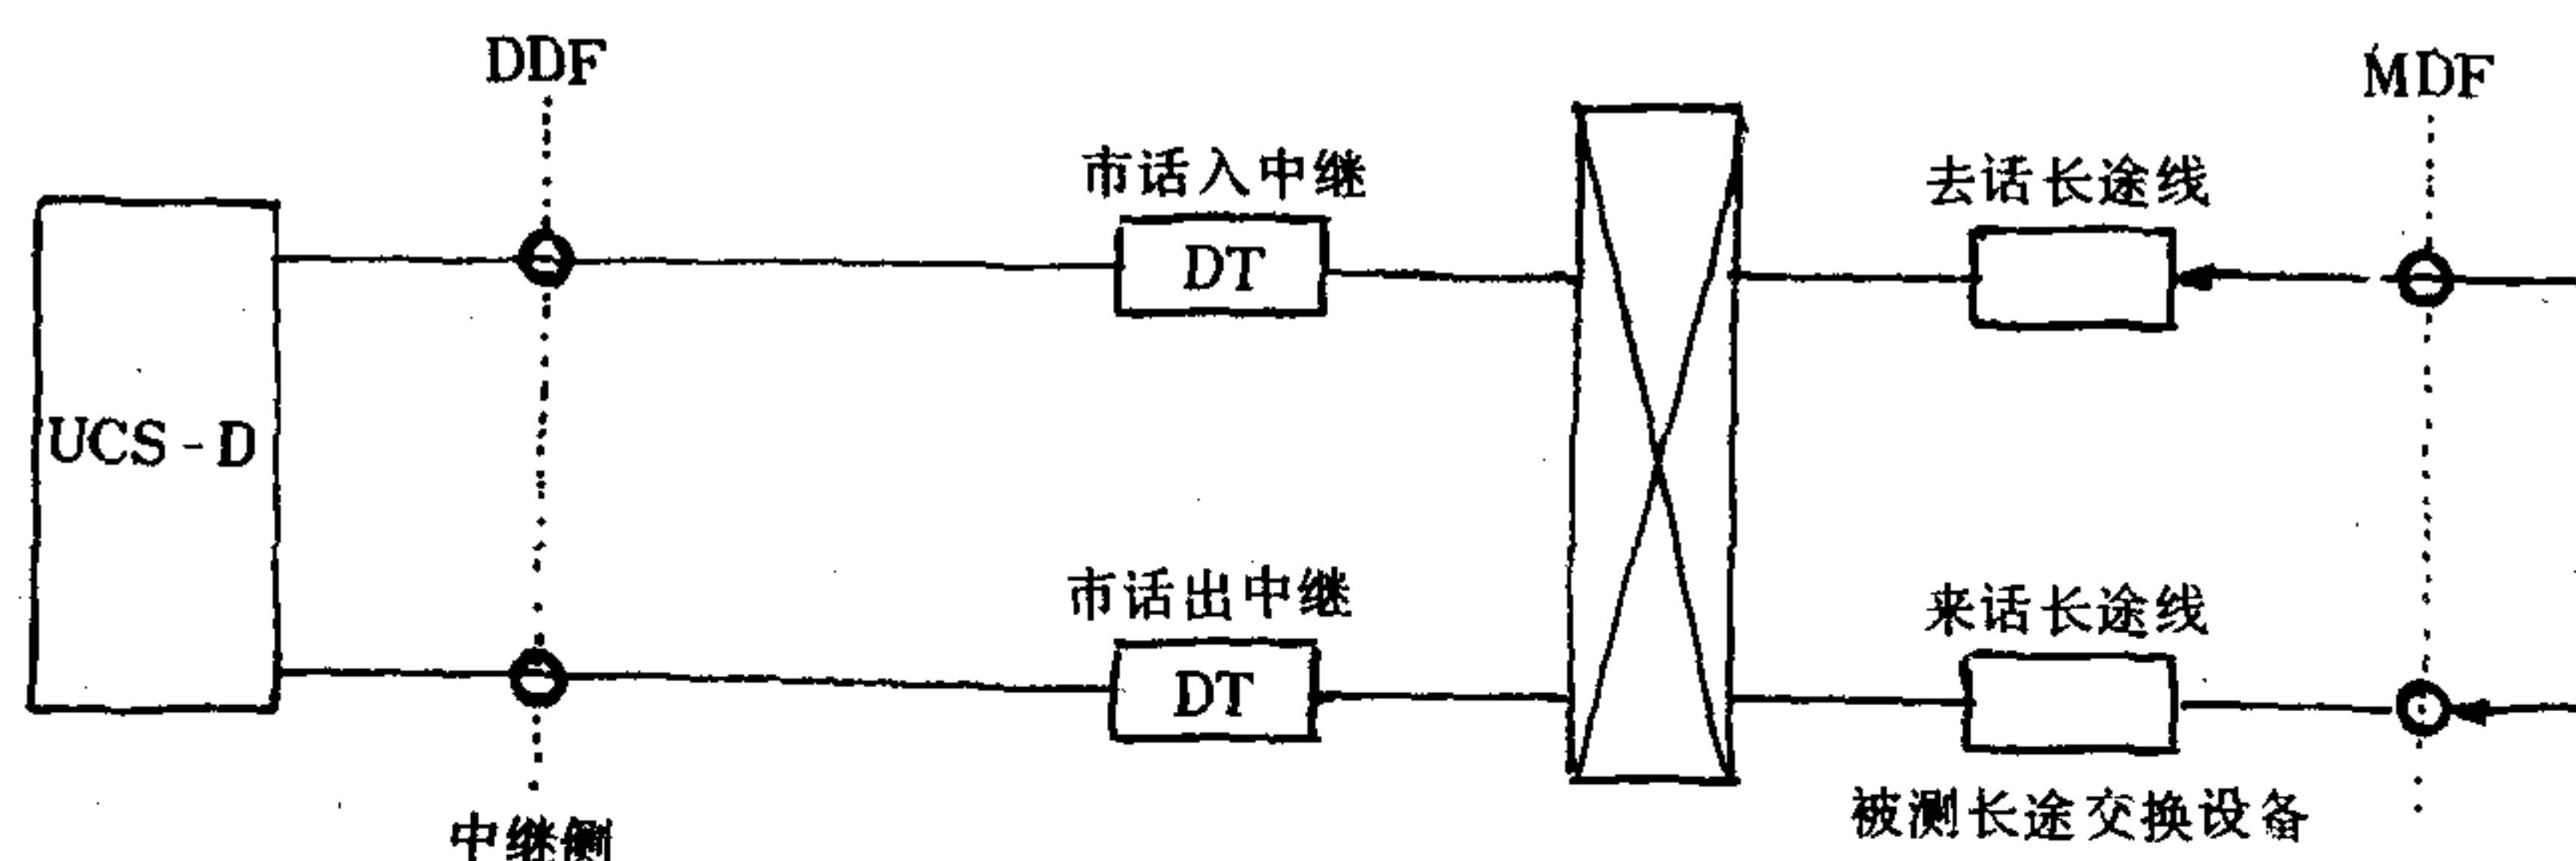 DDF
MDF
市话入中继
去话长途线
DT
UCS-D
市话出中继
来话长途线
DT
被测长途交换设备
中继侧